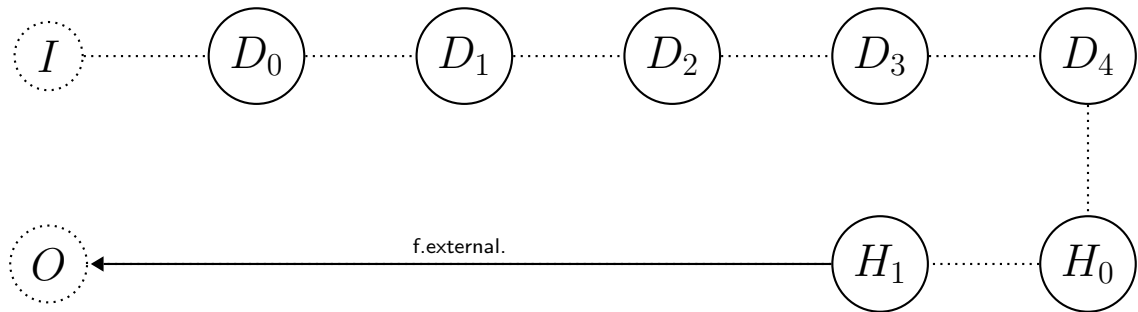 I D₀ D₁ D₂ D₃ D₄
f.external.
O H₁ H₀